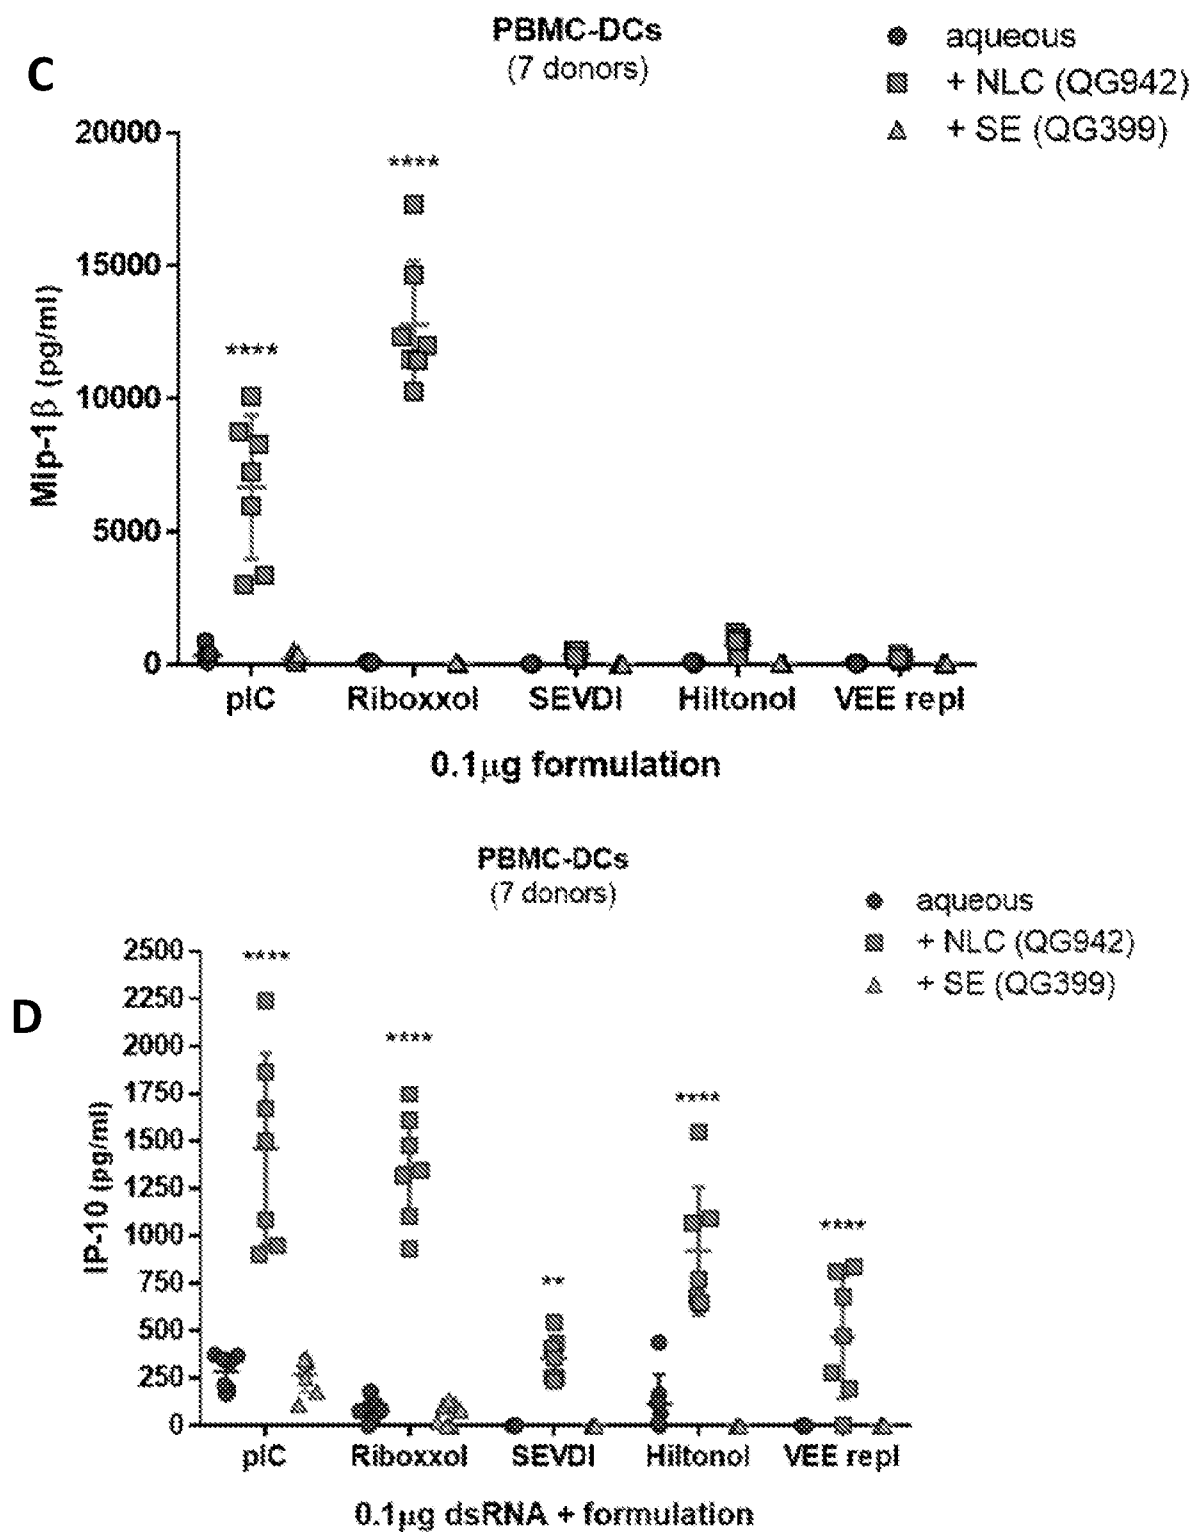 C
PBMC-DCs
(7 donors)
aqueous
+ NLC (QG942)
+ SE (QG399)
20000
15000
10000
5000
0
MIp-1β (pg/ml)
****
****
pIC Riboxxol SEVDI Hiltonol VEE repl
0.1μg formulation
D
PBMC-DCs
(7 donors)
aqueous
+ NLC (QG942)
+ SE (QG399)
2500
2250
2000
1750
1500
1250
1000
750
500
250
0
IP-10 (pg/ml)
****
****
**
****
****
pIC Riboxxol SEVDI Hiltonol VEE repl
0.1μg dsRNA + formulation